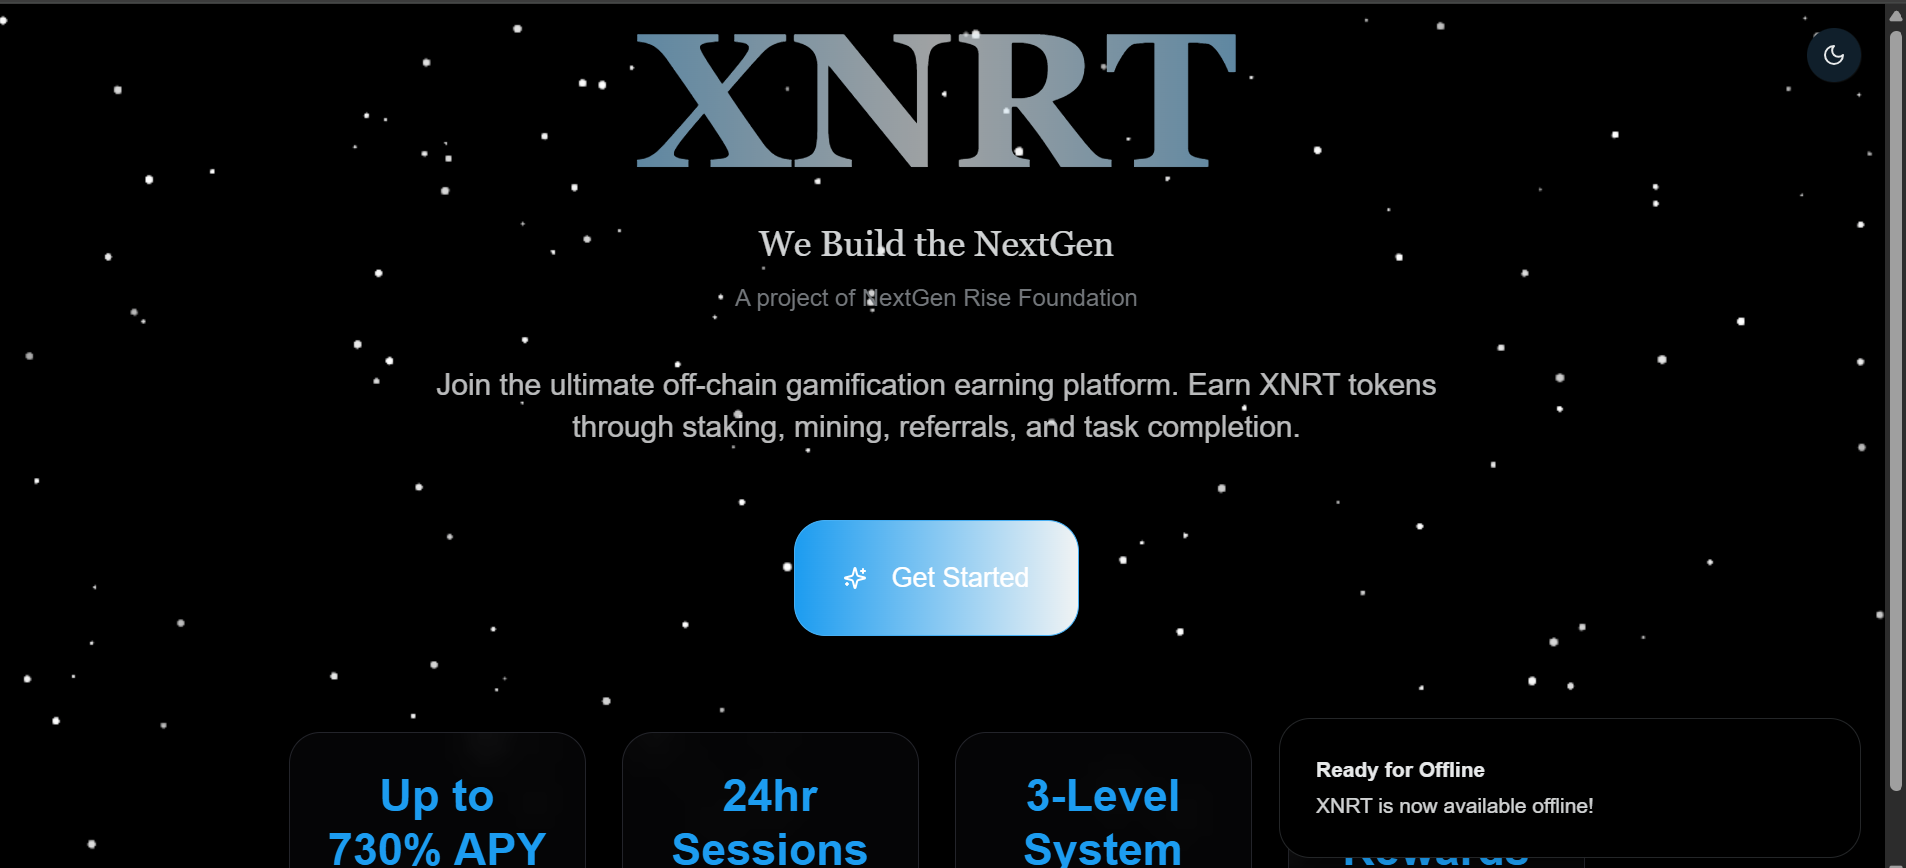 XNRT
We Build the NextGen
A project of NextGen Rise Foundation
Join the ultimate off-chain gamification earning platform. Earn XNRT tokens
through staking, mining, referrals, and task completion.
Get Started
Up to
730% APY
24hr
Sessions
3-Level
System
Ready for Offline
XNRT is now available offline!
Rewards